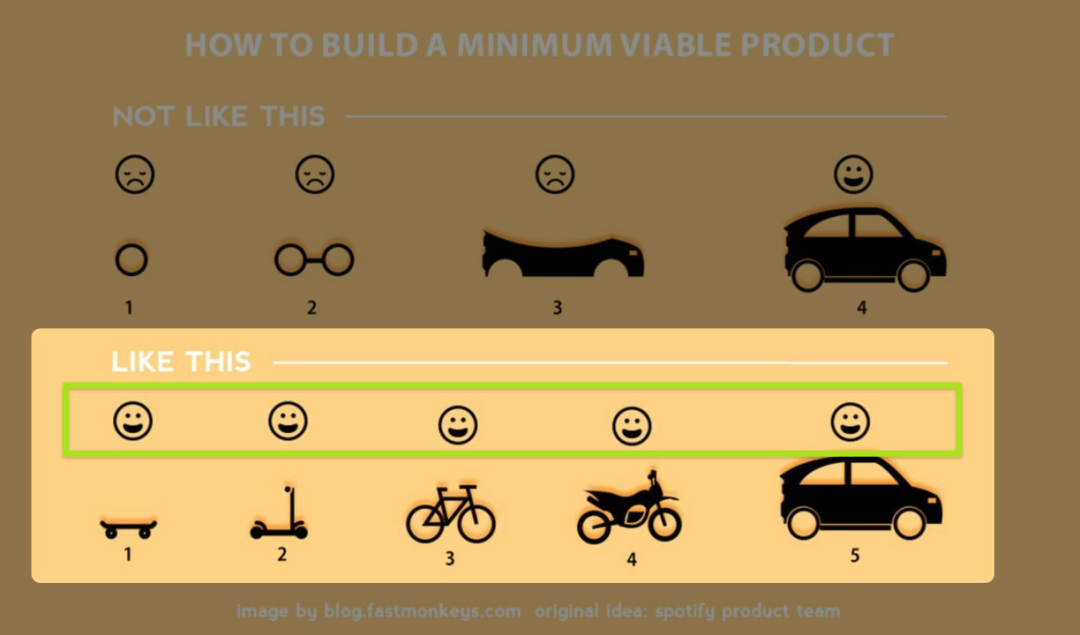 HOW TO BUILD A MINIMUM VIABLE PRODUCT
NOT LIKE THIS
1 2 3 4
LIKE THIS
1 2 3 4 5
image by blog.fastmonkeys.com original idea: spotify product team